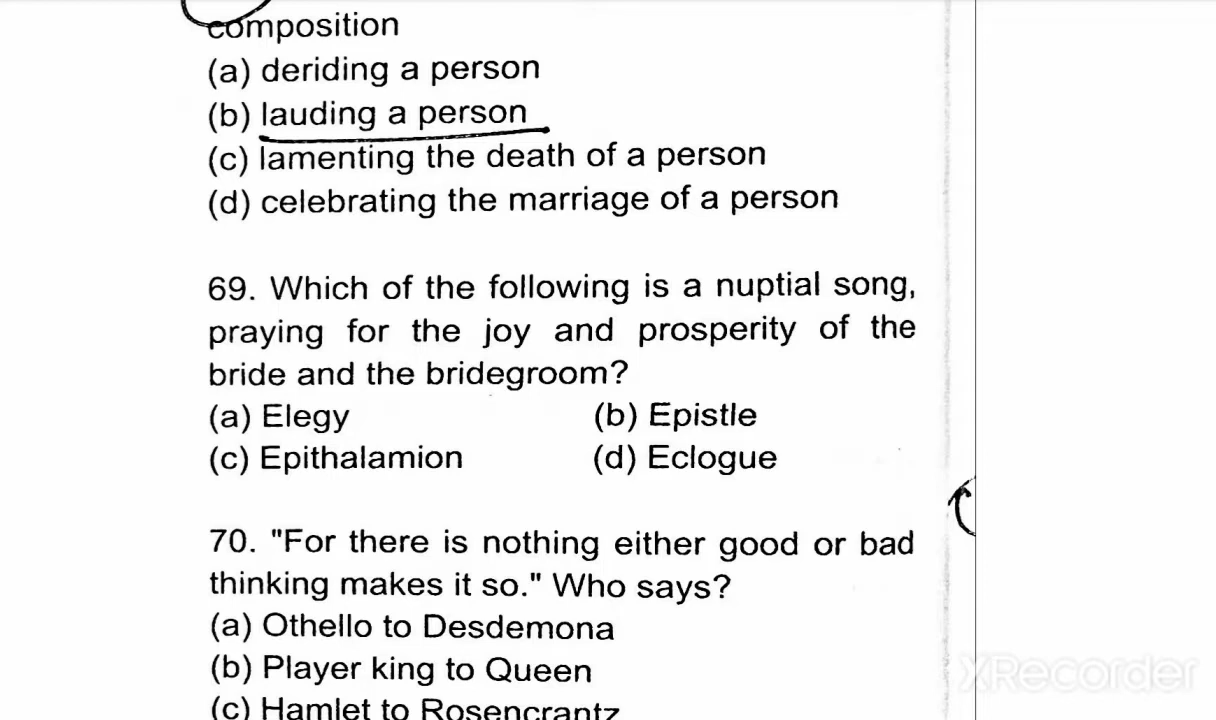 composition
(a) deriding a person
(b) lauding a person
(c) lamenting the death of a person
(d) celebrating the marriage of a person
69. Which of the following is a nuptial song,
praying for the joy and prosperity of the
bride and the bridegroom?
(a) Elegy (b) Epistle
(c) Epithalamion (d) Eclogue
70. "For there is nothing either good or bad
thinking makes it so." Who says?
(a) Othello to Desdemona
(b) Player king to Queen
(c) Hamlet to Rosencrantz
XRecorder